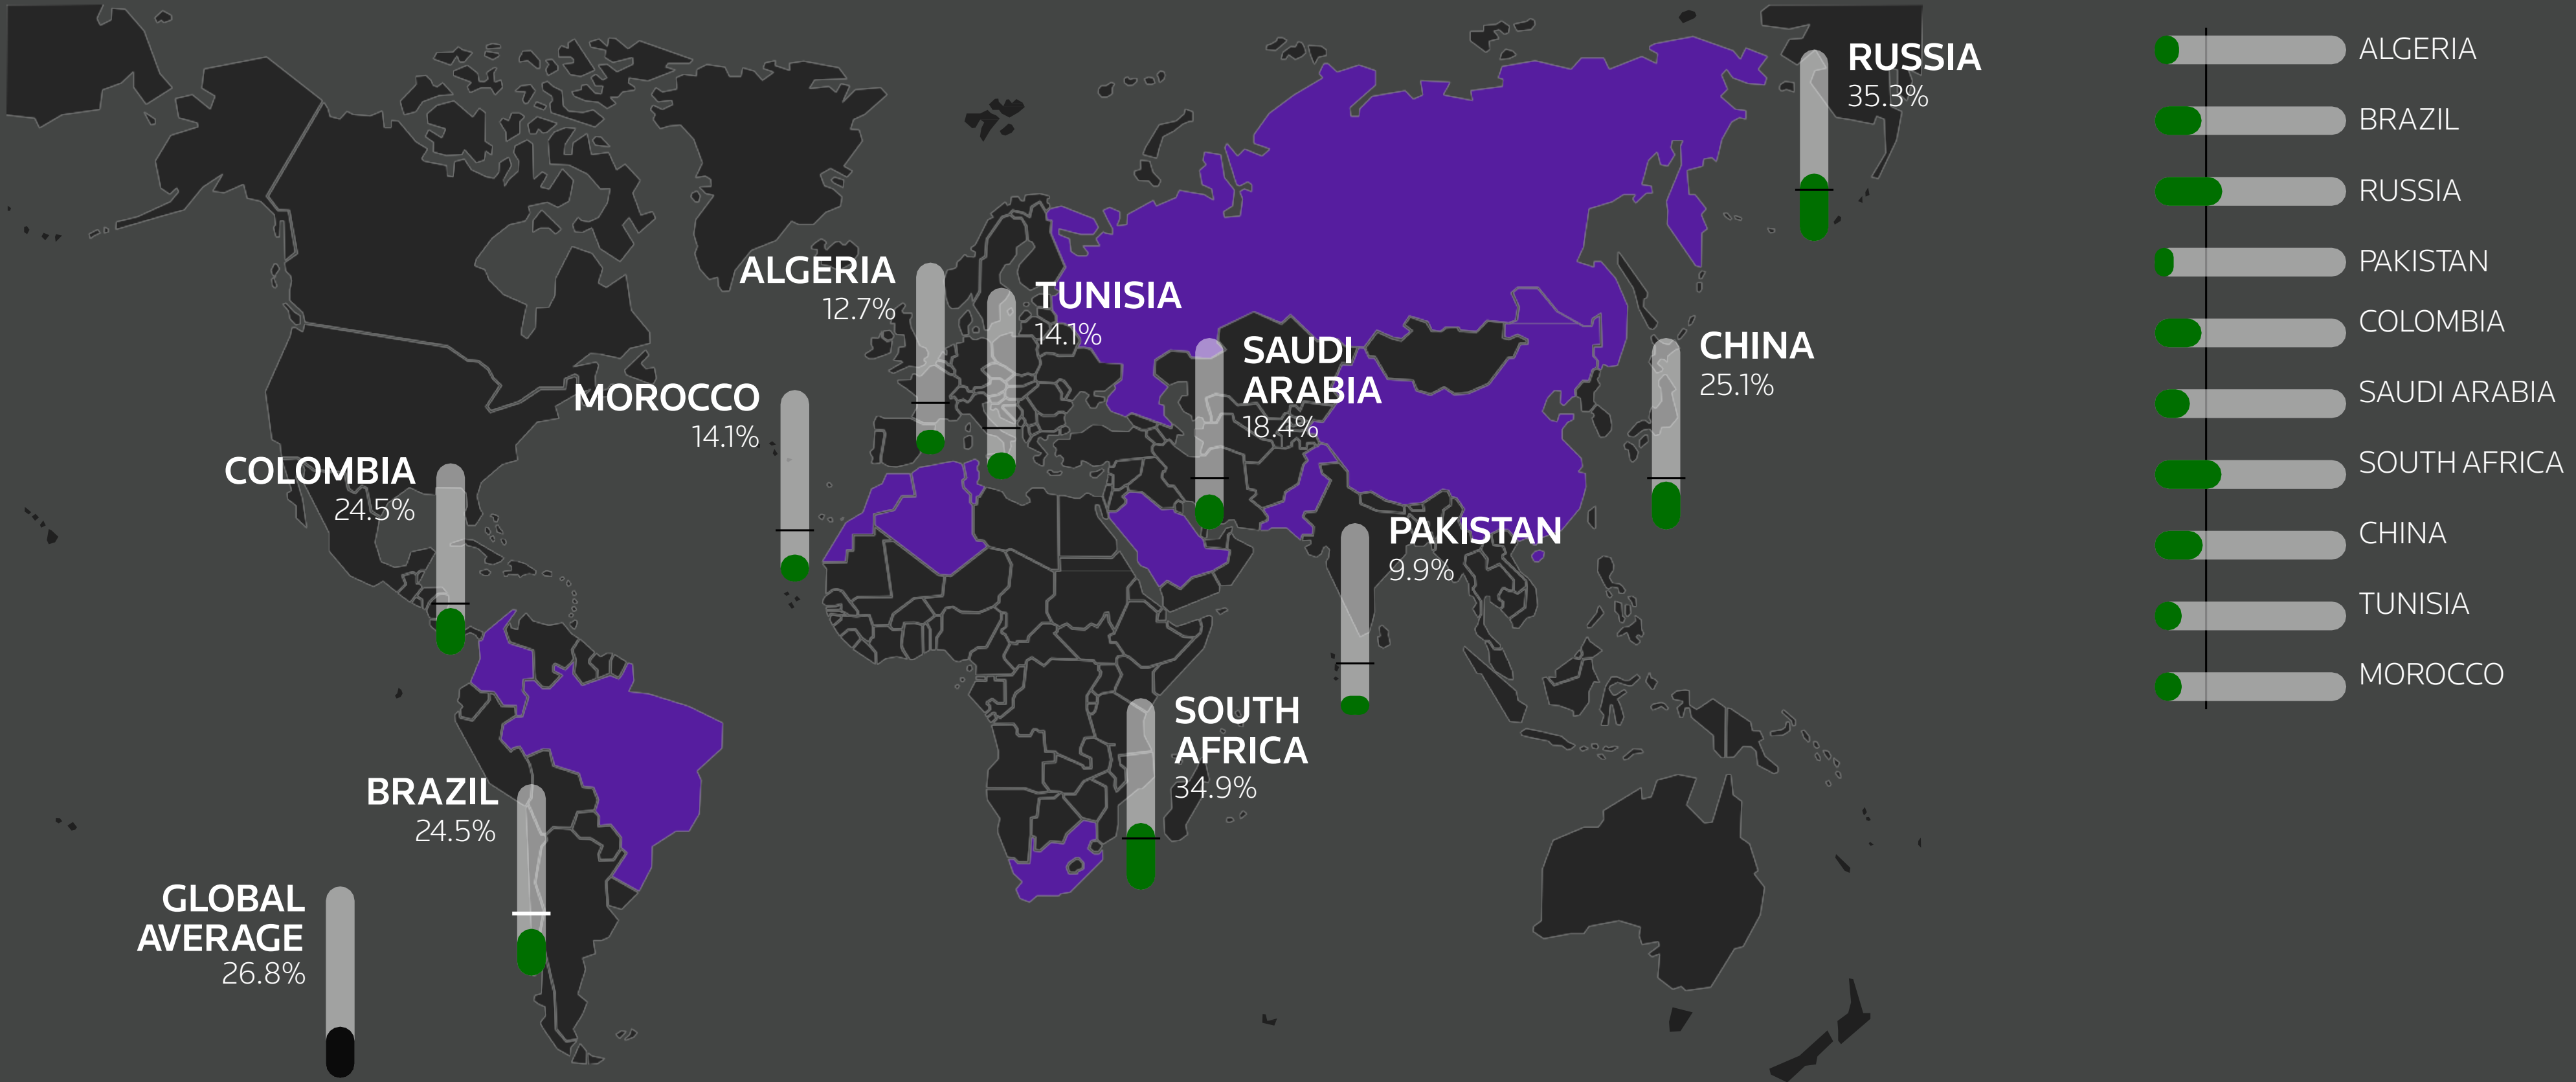 RUSSIA
35.3%
ALGERIA
12.7%
TUNISIA
14.1%
SAUDI
ARABIA
18.4%
CHINA
25.1%
MOROCCO
14.1%
COLOMBIA
24.5%
PAKISTAN
9.9%
SOUTH
AFRICA
34.9%
BRAZIL
24.5%
GLOBAL
AVERAGE
26.8%
ALGERIA
BRAZIL
RUSSIA
PAKISTAN
COLOMBIA
SAUDI ARABIA
SOUTH AFRICA
CHINA
TUNISIA
MOROCCO